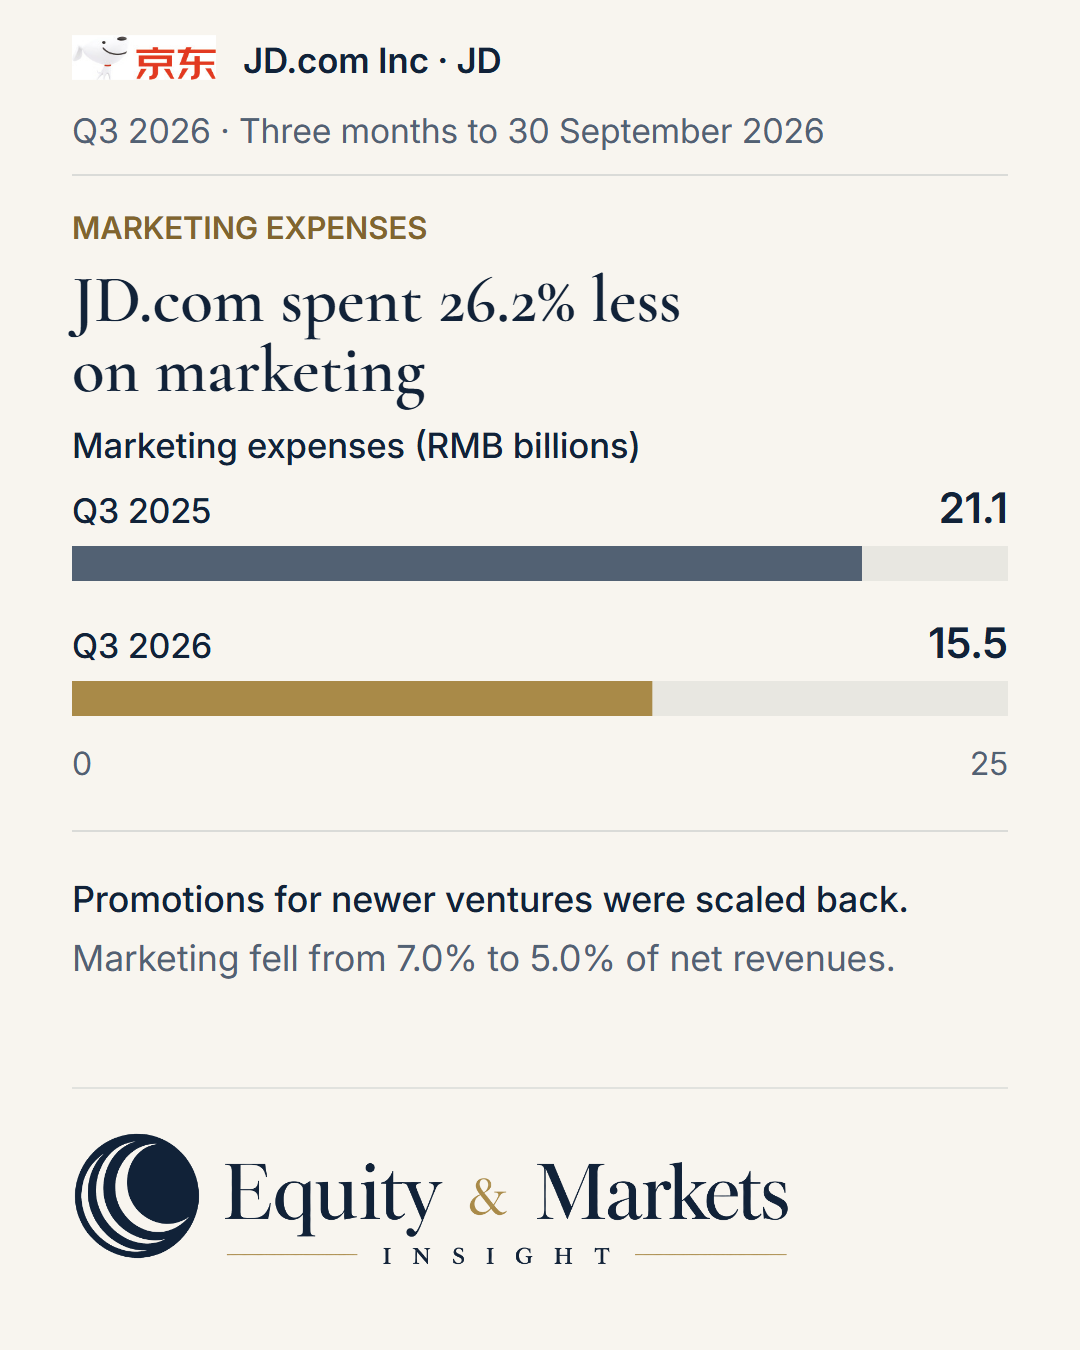 京东
JD.com Inc · JD
Q3 2026 · Three months to 30 September 2026
MARKETING EXPENSES
JD.com spent 26.2% less
on marketing
Marketing expenses (RMB billions)
Q3 2025 21.1
Q3 2026 15.5
0 25
Promotions for newer ventures were scaled back.
Marketing fell from 7.0% to 5.0% of net revenues.
Equity & Markets
INSIGHT